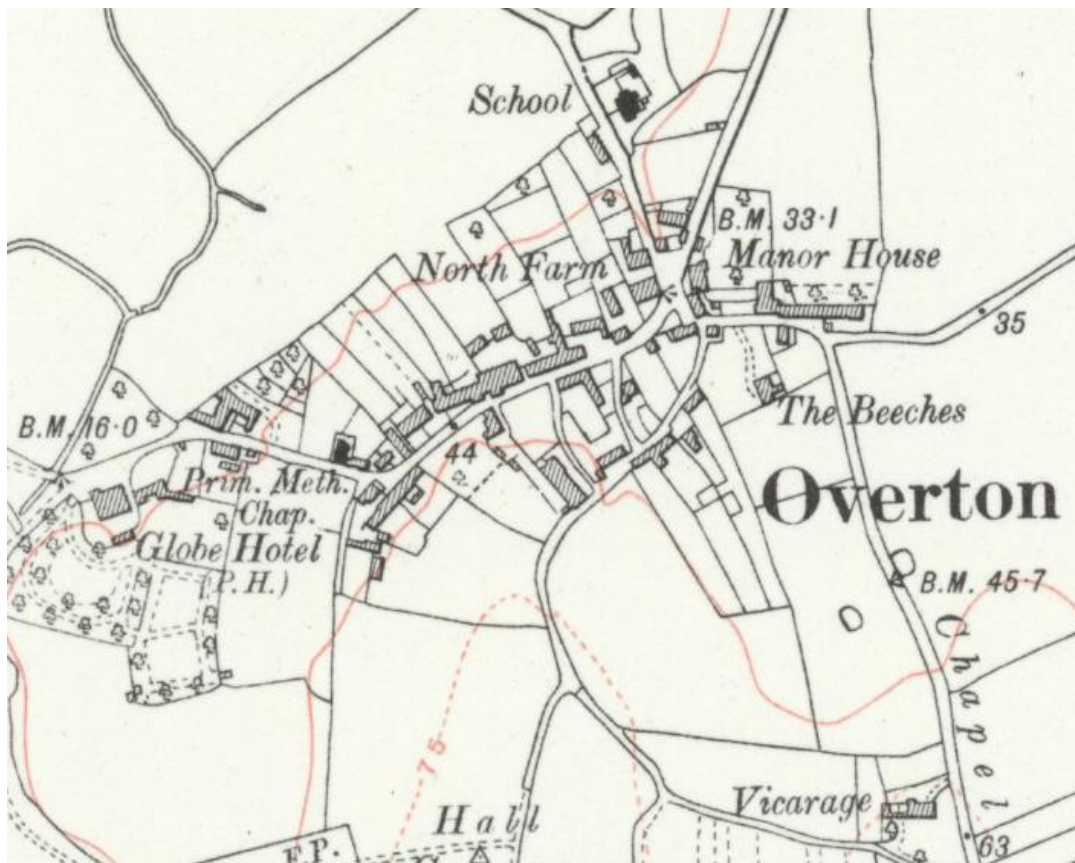 School
B.M. 33·1
North Farm
Manor House
35
B.M. 16·0
The Beeches
44
Prim. Meth.
Chap.
Overton
Globe Hotel
(P.H.)
B.M. 45·7
Chapel
75
Vicarage
Hall
F.P.
63